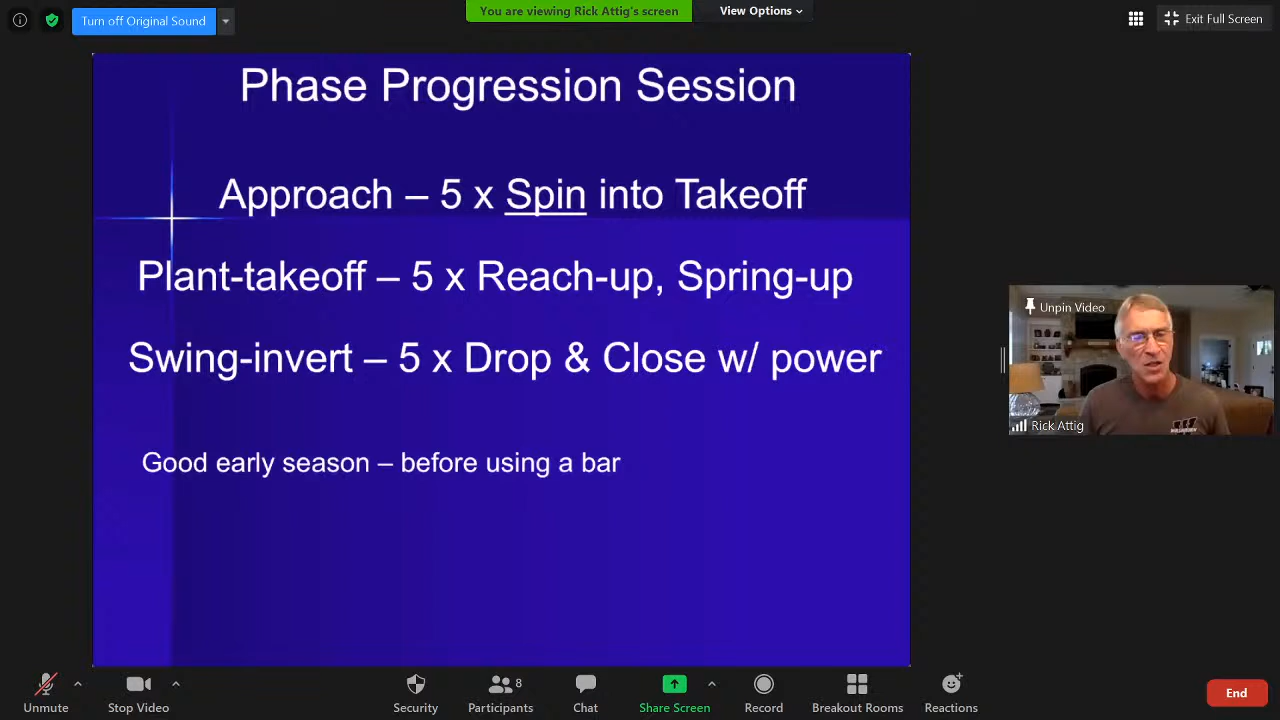 Turn off Original Sound
You are viewing Rick Attig's screen
View Options
Exit Full Screen
Phase Progression Session
Approach – 5 x Spin into Takeoff
Plant-takeoff – 5 x Reach-up, Spring-up
Swing-invert – 5 x Drop & Close w/ power
Good early season – before using a bar
Unpin Video
Rick Attig
Unmute
Stop Video
Security
8
Participants
Chat
Share Screen
Record
Breakout Rooms
Reactions
End